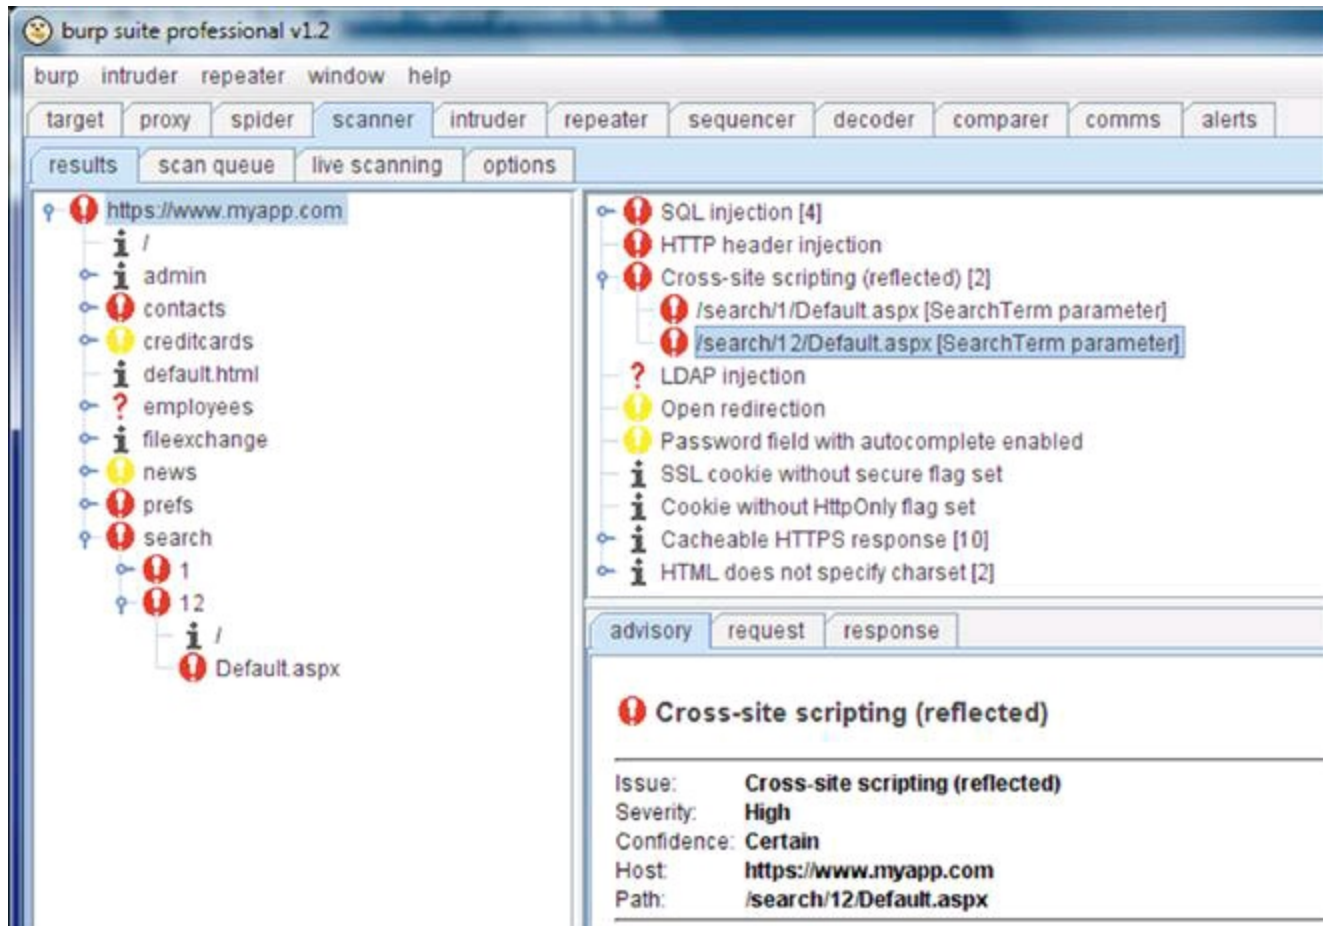 burp suite professional v1.2
burp intruder repeater window help
target proxy spider scanner intruder repeater sequencer decoder comparer comms alerts
results scan queue live scanning options
https://www.myapp.com
/
admin
contacts
creditcards
default.html
employees
fileexchange
news
prefs
search
1
12
/
Default.aspx
SQL injection [4]
HTTP header injection
Cross-site scripting (reflected) [2]
/search/1/Default.aspx [SearchTerm parameter]
/search/12/Default.aspx [SearchTerm parameter]
LDAP injection
Open redirection
Password field with autocomplete enabled
SSL cookie without secure flag set
Cookie without HttpOnly flag set
Cacheable HTTPS response [10]
HTML does not specify charset [2]
advisory request response
Cross-site scripting (reflected)
Issue: Cross-site scripting (reflected)
Severity: High
Confidence: Certain
Host: https://www.myapp.com
Path: /search/12/Default.aspx